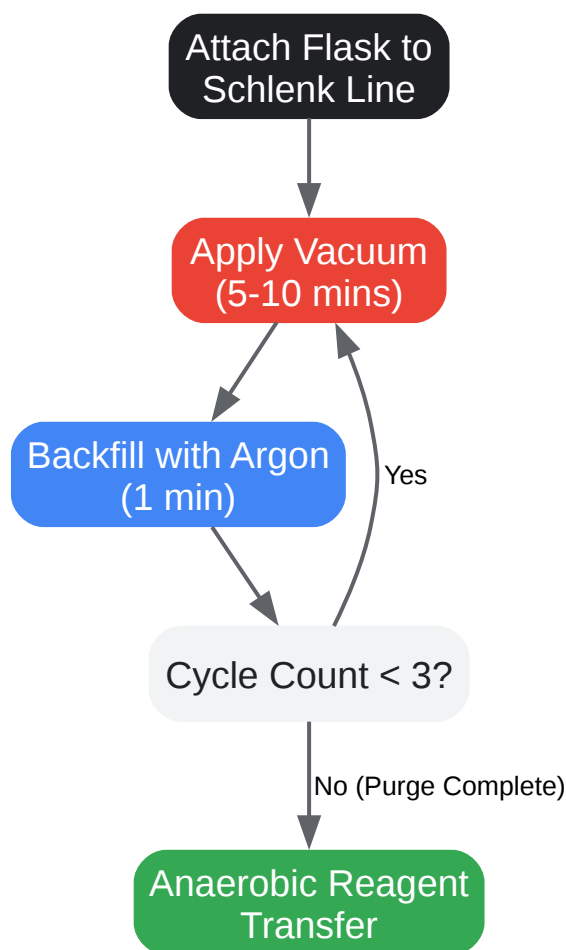 Attach Flask to
Schlenk Line
Apply Vacuum
(5-10 mins)
Backfill with Argon
(1 min)
Yes
Cycle Count < 3?
No (Purge Complete)
Anaerobic Reagent
Transfer